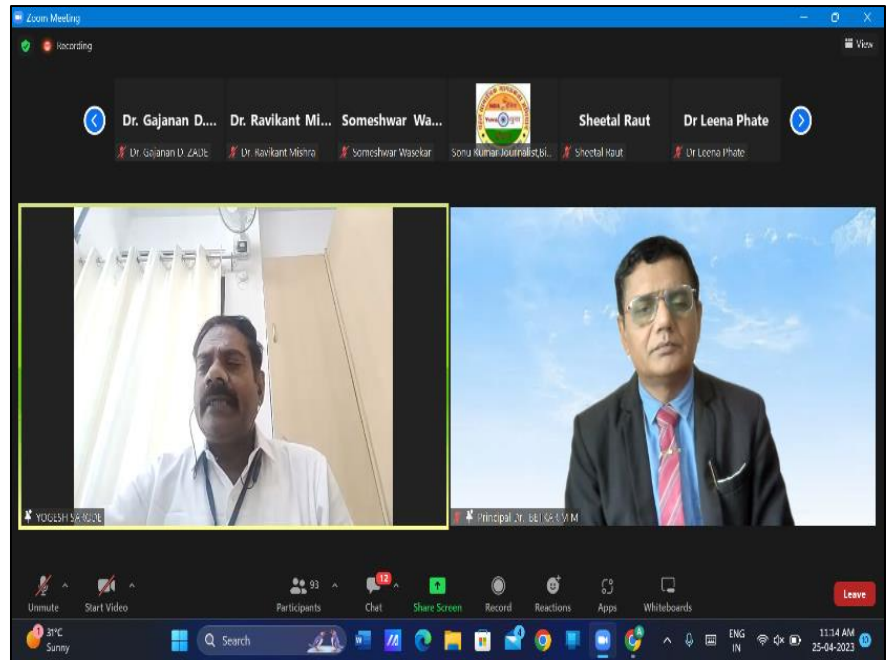 Zoom Meeting
Recording
View
Dr. Gajanan D....
Dr. Ravikant Mi...
Someshwar Wa...
Sheetal Raut
Dr Leena Phate
Dr. Gajanan D. ZADE
Dr. Ravikant Mishra
Someshwar Wasekar
Sonu Kumar Journalist,Bi..
Sheetal Raut
Dr Leena Phate
YOGESH SARODE
Principal Dr. BETKAR M M
Unmute
Start Video
93
Participants
12
Chat
Share Screen
Record
Reactions
Apps
Whiteboards
Leave
1
31°C
Sunny
Search
ENG
IN
11:14 AM
25-04-2023